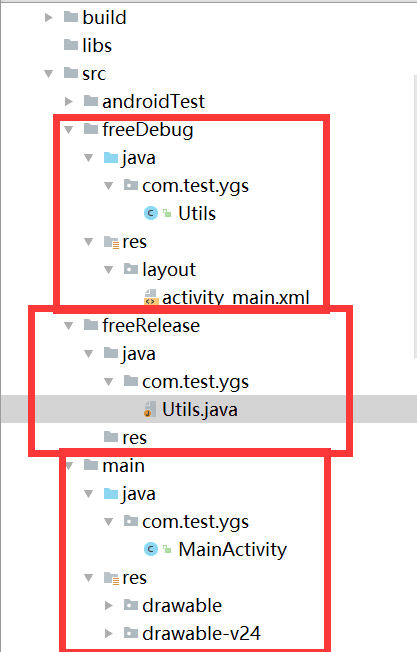 build
libs
src
androidTest
freeDebug
java
com.test.ygs
Utils
res
layout
activity_main.xml
freeRelease
java
com.test.ygs
Utils.java
res
main
java
com.test.ygs
MainActivity
res
drawable
drawable-v24